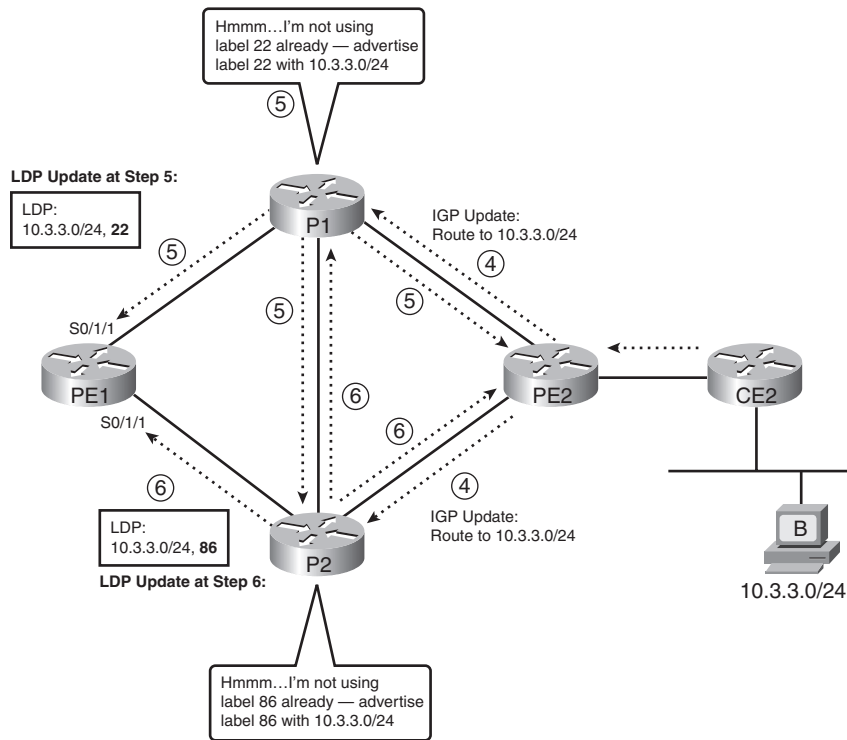 Hmmm…I'm not using
label 22 already — advertise
label 22 with 10.3.3.0/24
5
LDP Update at Step 5:
LDP:
10.3.3.0/24, 22
P1
IGP Update:
Route to 10.3.3.0/24
4
5
5
5
S0/1/1
PE1
PE2
CE2
S0/1/1
6
6
6
4
IGP Update:
Route to 10.3.3.0/24
LDP:
10.3.3.0/24, 86
LDP Update at Step 6:
P2
B
10.3.3.0/24
Hmmm…I'm not using
label 86 already — advertise
label 86 with 10.3.3.0/24